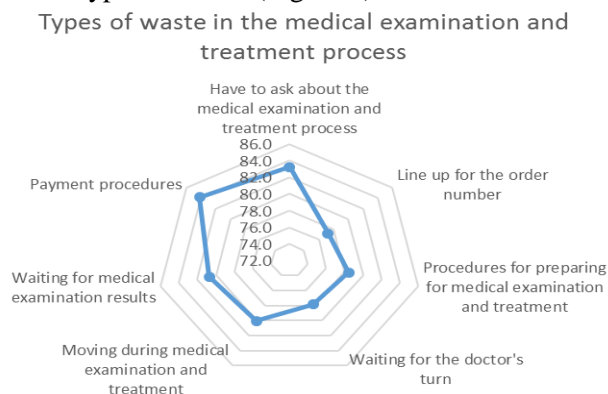 Types of waste in the medical examination and
treatment process
Have to ask about the
medical examination and
treatment process
86.0
84.0
82.0
80.0
78.0
76.0
74.0
72.0
Line up for the order
number
Procedures for preparing
for medical examination
and treatment
Waiting for the doctor's
turn
Moving during medical
examination and
treatment
Waiting for medical
examination results
Payment procedures